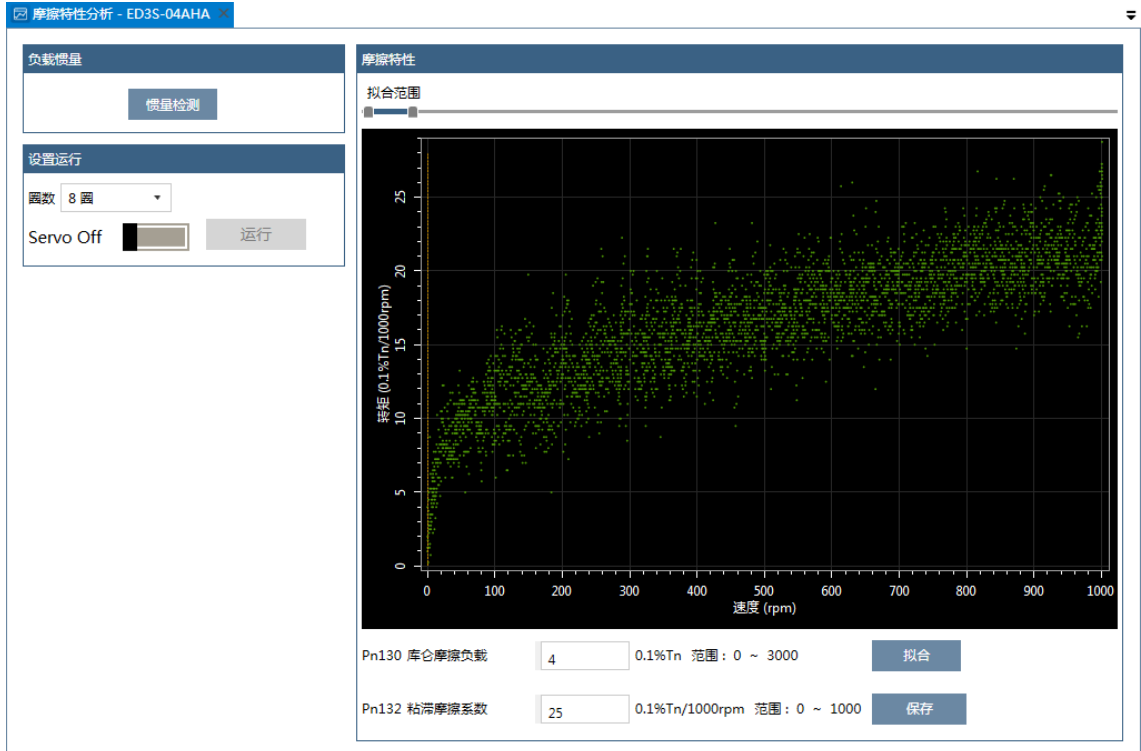 摩擦特性分析 - ED3S-04AHA
负载惯量
惯量检测
设置运行
圈数 8 圈
Servo Off 运行
摩擦特性
拟合范围
转矩 (0.1%Tn/1000rpm)
25
20
15
10
5
0
0 100 200 300 400 500 600 700 800 900 1000
速度 (rpm)
Pn130 库仑摩擦负载 4 0.1%Tn 范围: 0 ~ 3000 拟合
Pn132 粘滞摩擦系数 25 0.1%Tn/1000rpm 范围: 0 ~ 1000 保存